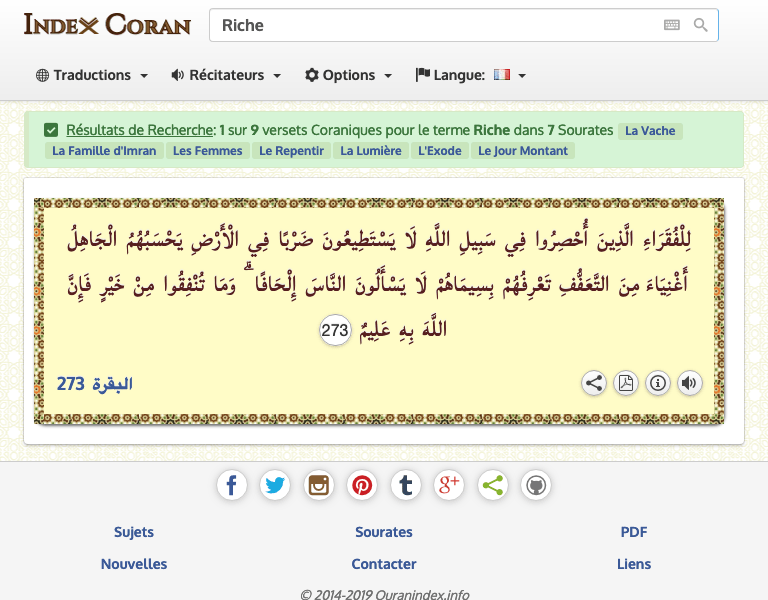 Index Coran
Riche
Traductions
Récitateurs
Options
Langue:
Résultats de Recherche: 1 sur 9 versets Coraniques pour le terme Riche dans 7 Sourates La Vache
La Famille d'Imran Les Femmes Le Repentir La Lumière L'Exode Le Jour Montant
لِلْفُقَرَاءِ الَّذِينَ أُحْصِرُوا فِي سَبِيلِ اللَّهِ لَا يَسْتَطِيعُونَ ضَرْبًا فِي الْأَرْضِ يَحْسَبُهُمُ الْجَاهِلُ
أَغْنِيَاءَ مِنَ التَّعَفُّفِ تَعْرِفُهُمْ بِسِيمَاهُمْ لَا يَسْأَلُونَ النَّاسَ إِلْحَافًا ۗ وَمَا تُنْفِقُوا مِنْ خَيْرٍ فَإِنَّ
اللَّهَ بِهِ عَلِيمٌ 273
البقرة 273
Sujets Sourates PDF
Nouvelles Contacter Liens
© 2014-2019 Quranindex.info